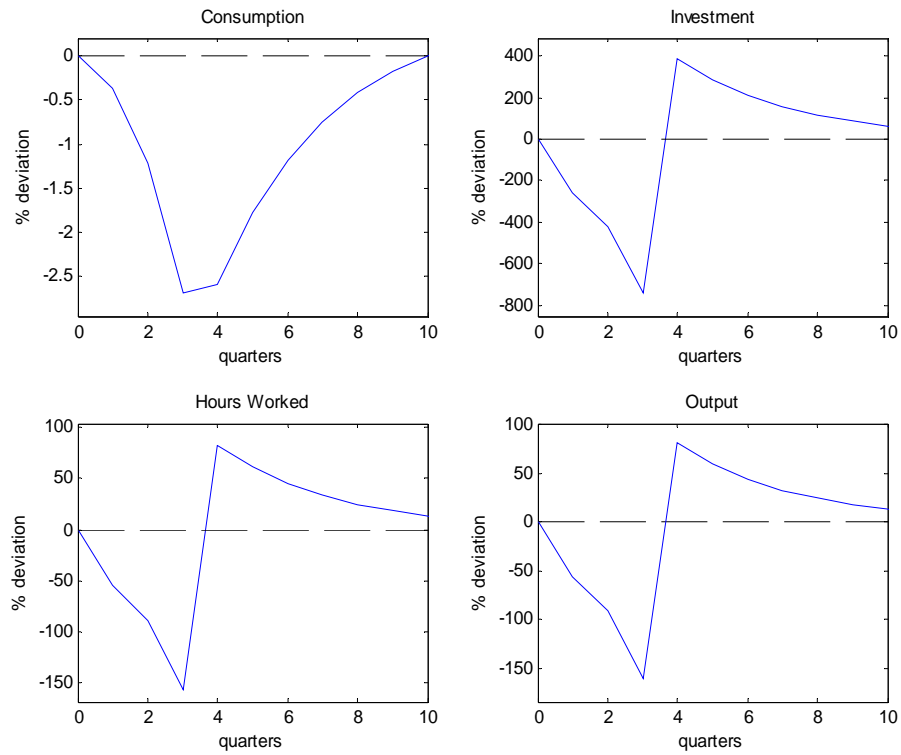 Consumption
% deviation
0
-0.5
-1
-1.5
-2
-2.5
0 2 4 6 8 10
quarters
Investment
% deviation
400
200
0
-200
-400
-600
-800
0 2 4 6 8 10
quarters
Hours Worked
% deviation
100
50
0
-50
-100
-150
0 2 4 6 8 10
quarters
Output
% deviation
100
50
0
-50
-100
-150
0 2 4 6 8 10
quarters